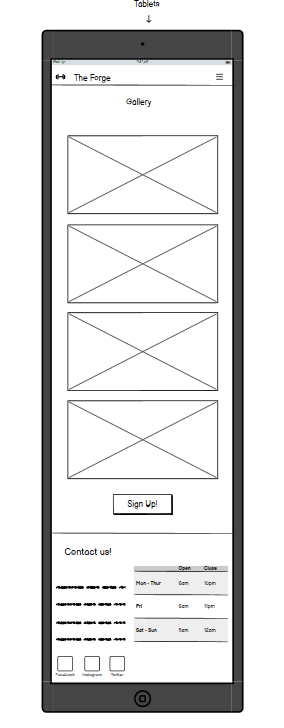 Tablets
↓
The Forge
Gallery
Sign Up!
Contact us!
Open Close
Mon - Thur 6am 10pm
Fri 6am 11pm
Sat - Sun 5am 12am
Facebook Instagram Twitter